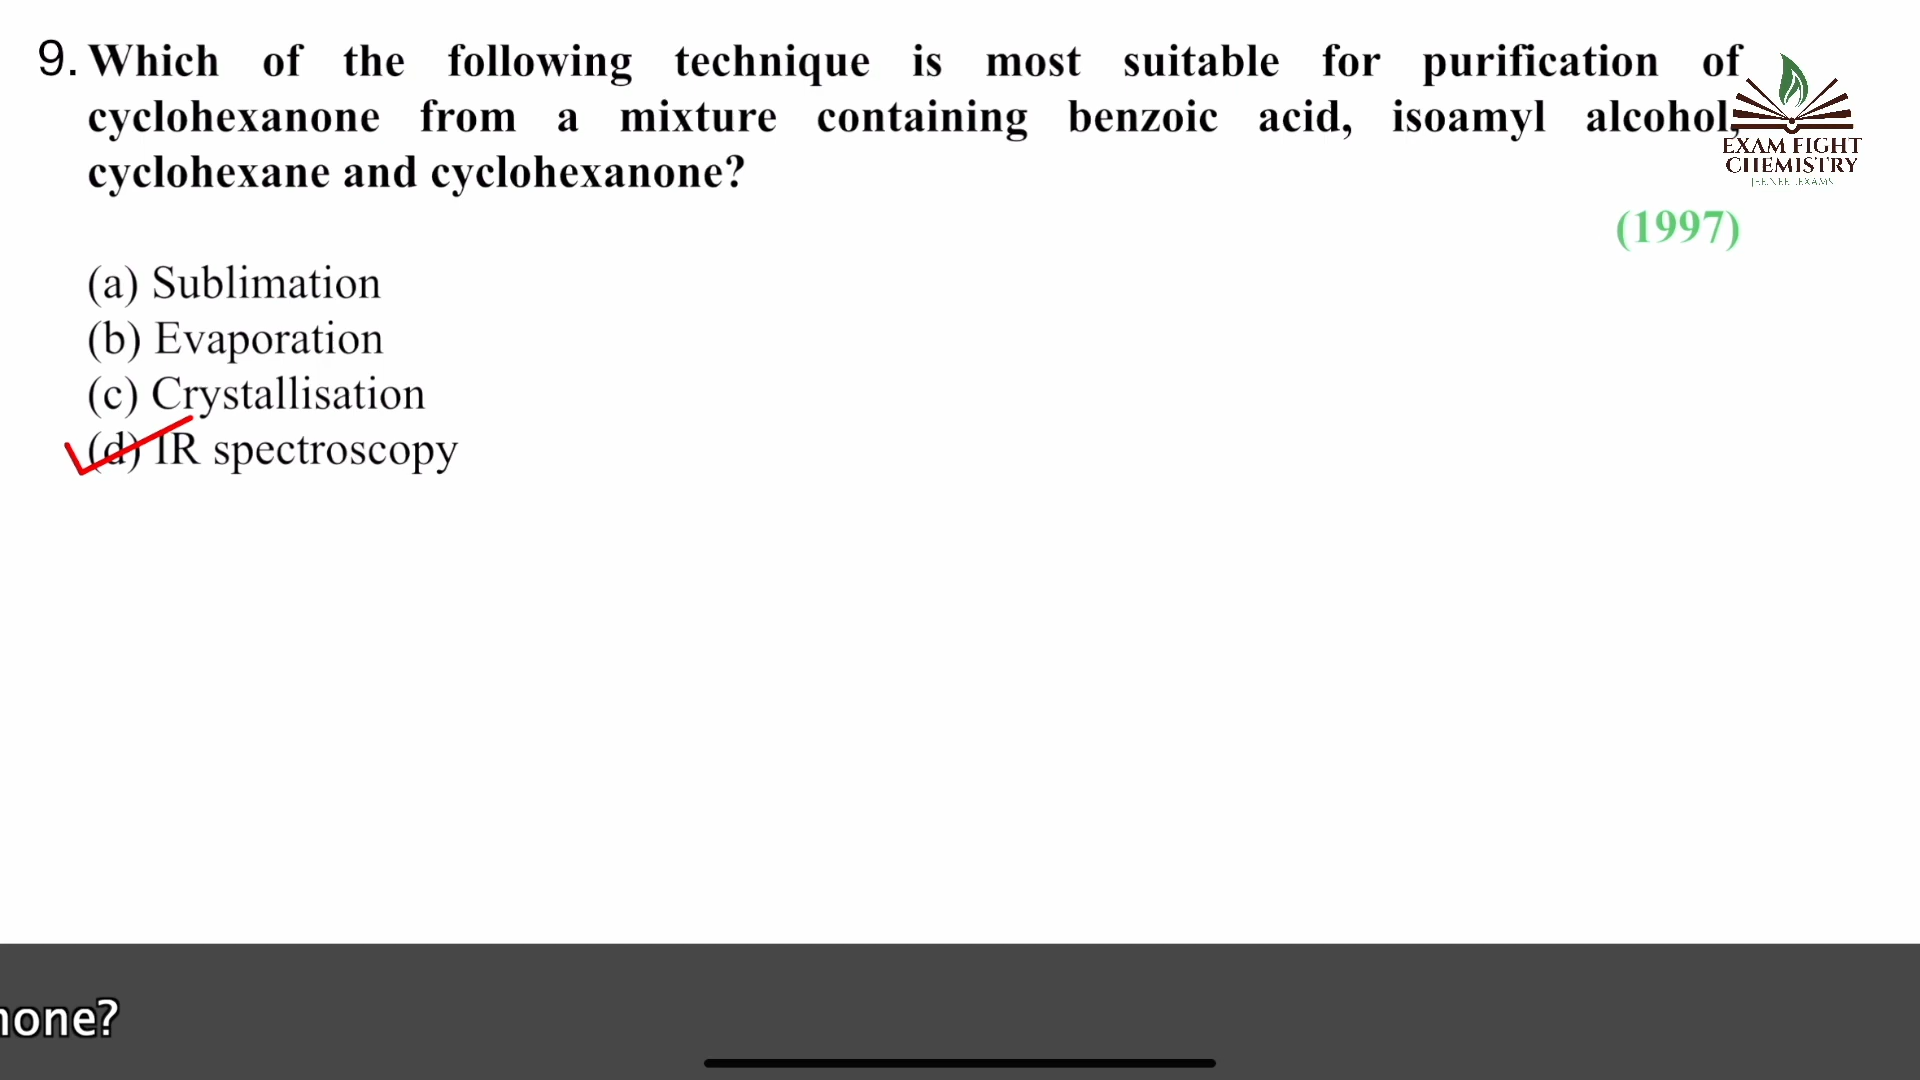 9. Which of the following technique is most suitable for purification of
cyclohexanone from a mixture containing benzoic acid, isoamyl alcohol,
cyclohexane and cyclohexanone?
EXAM FIGHT
CHEMISTRY
(1997)
(a) Sublimation
(b) Evaporation
(c) Crystallisation
(d) IR spectroscopy
none?